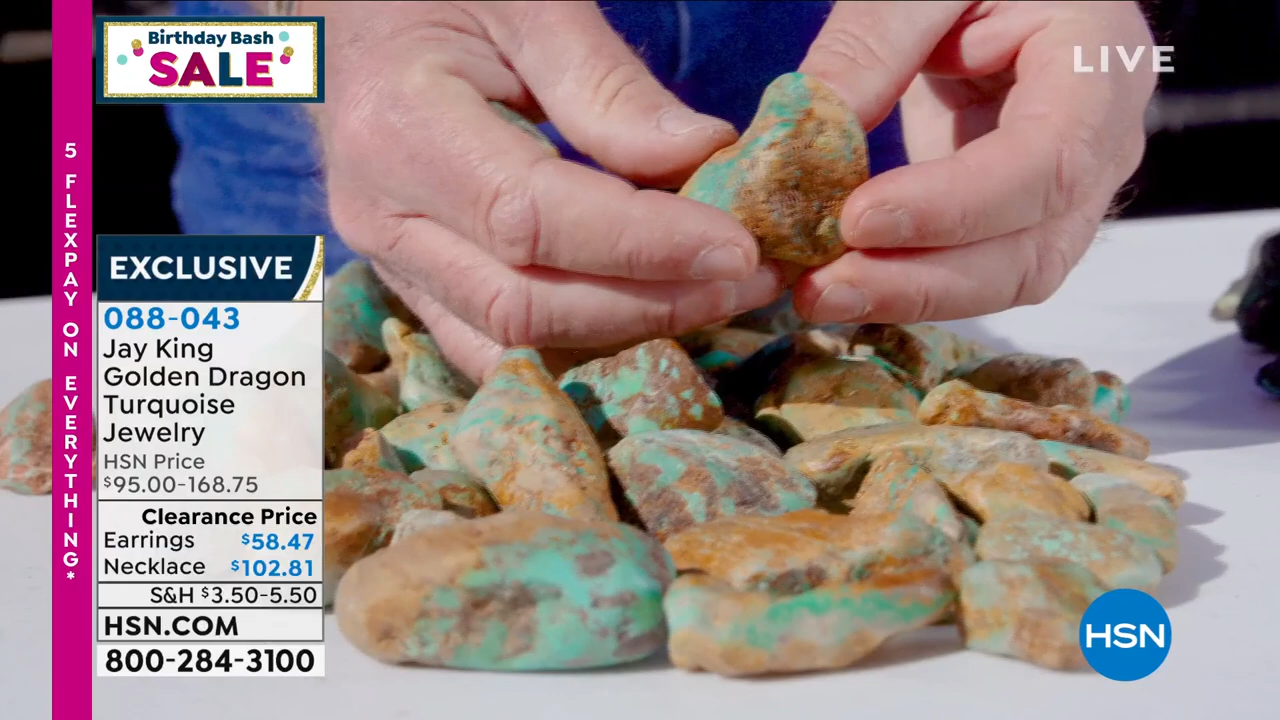 5 FLEXPAY ON EVERYTHING*
Birthday Bash
SALE
LIVE
EXCLUSIVE
088-043
Jay King
Golden Dragon
Turquoise
Jewelry
HSN Price
$95.00-168.75
Clearance Price
Earrings $58.47
Necklace $102.81
S&H $3.50-5.50
HSN.COM
800-284-3100
HSN